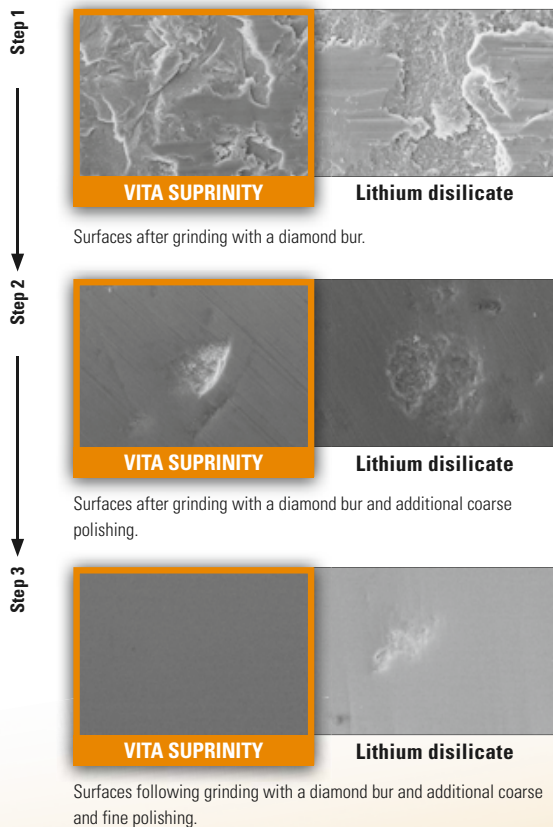 Step 1
VITA SUPRINITY
Lithium disilicate
Surfaces after grinding with a diamond bur.
Step 2
VITA SUPRINITY
Lithium disilicate
Surfaces after grinding with a diamond bur and additional coarse
polishing.
Step 3
VITA SUPRINITY
Lithium disilicate
Surfaces following grinding with a diamond bur and additional coarse
and fine polishing.